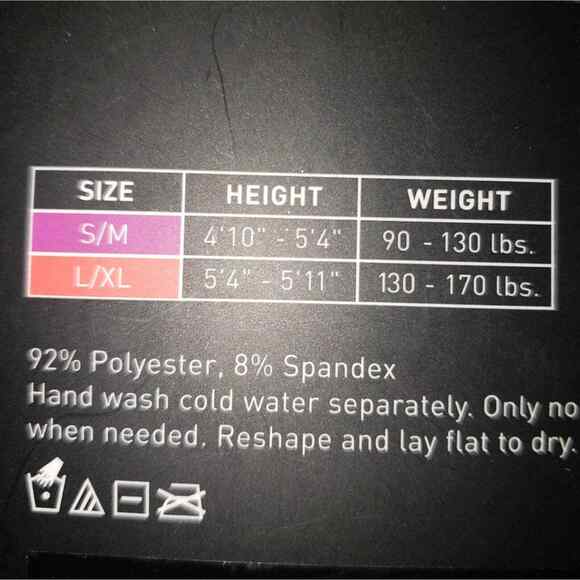 SIZE HEIGHT WEIGHT
S/M 4'10" - 5'4" 90 - 130 lbs.
L/XL 5'4" - 5'11" 130 - 170 lbs.
92% Polyester, 8% Spandex
Hand wash cold water separately. Only
when needed. Reshape and lay flat to dry.